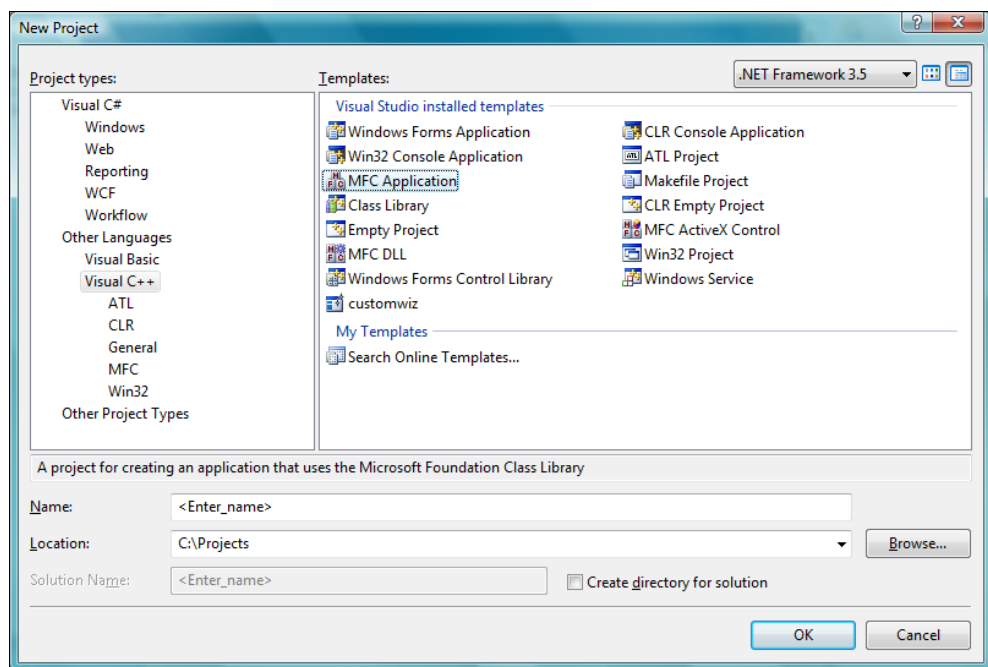 New Project
Project types:
Templates:
.NET Framework 3.5
Visual C#
Windows
Web
Reporting
WCF
Workflow
Other Languages
Visual Basic
Visual C++
ATL
CLR
General
MFC
Win32
Other Project Types
Visual Studio installed templates
Windows Forms Application
CLR Console Application
Win32 Console Application
ATL Project
MFC Application
Makefile Project
Class Library
CLR Empty Project
Empty Project
MFC ActiveX Control
MFC DLL
Win32 Project
Windows Forms Control Library
Windows Service
customwiz
My Templates
Search Online Templates...
A project for creating an application that uses the Microsoft Foundation Class Library
Name:
<Enter_name>
Location:
C:\Projects
Browse...
Solution Name:
<Enter_name>
Create directory for solution
OK
Cancel